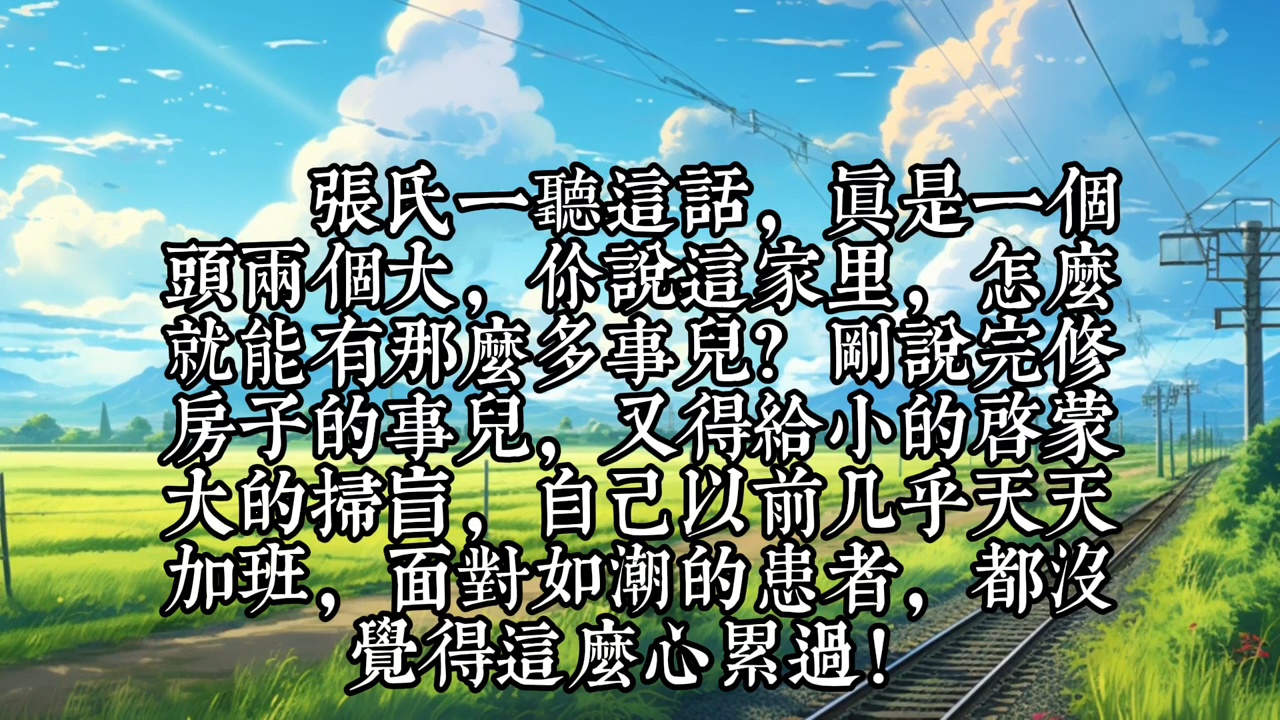 張氏一聽這話，眞是一個
頭兩個大，你說這家里，怎麼
就能有那麼多事兒？剛說完修
房子的事兒，又得給小的啓蒙
大的掃盲，自己以前几乎天天
加班，面對如潮的患者，都沒
覺得這麼心累過！